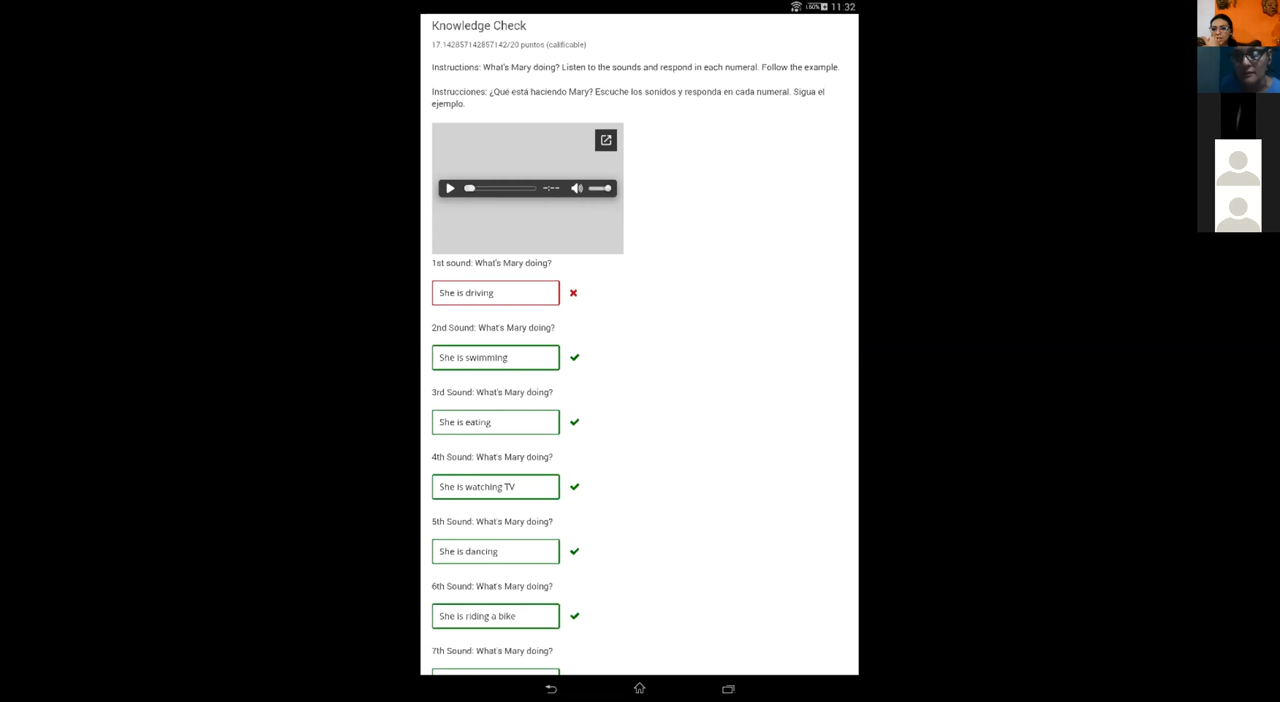 11:32
Knowledge Check
17.142857142857142/20 puntos (calificable)
Instructions: What's Mary doing? Listen to the sounds and respond in each numeral. Follow the example.
Instrucciones: ¿Qué está haciendo Mary? Escuche los sonidos y responda en cada numeral. Sigua el
ejemplo.
-:--
1st sound: What's Mary doing?
She is driving
2nd Sound: What's Mary doing?
She is swimming
3rd Sound: What's Mary doing?
She is eating
4th Sound: What's Mary doing?
She is watching TV
5th Sound: What's Mary doing?
She is dancing
6th Sound: What's Mary doing?
She is riding a bike
7th Sound: What's Mary doing?